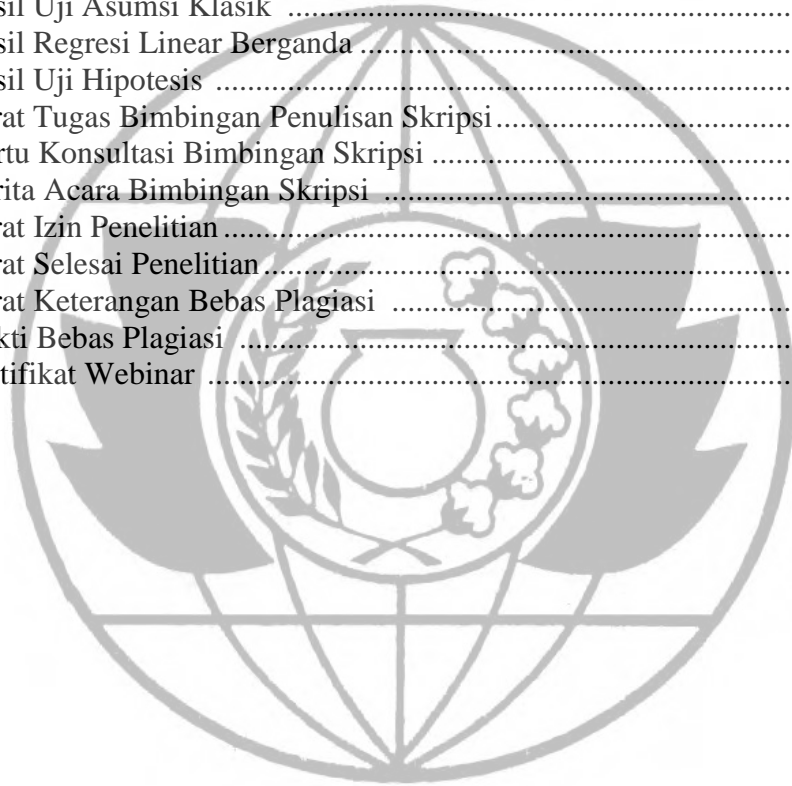 sil Uji Asumsi Klasik ................................................................
sil Regresi Linear Berganda ......................................................
sil Uji Hipotesis ........................................................................
rat Tugas Bimbingan Penulisan Skripsi.....................................
rtu Konsultasi Bimbingan Skripsi .............................................
rita Acara Bimbingan Skripsi ...................................................
rat Izin Penelitian .......................................................................
rat Selesai Penelitian..................................................................
rat Keterangan Bebas Plagiasi ..................................................
kti Bebas Plagiasi .....................................................................
tifikat Webinar .........................................................................